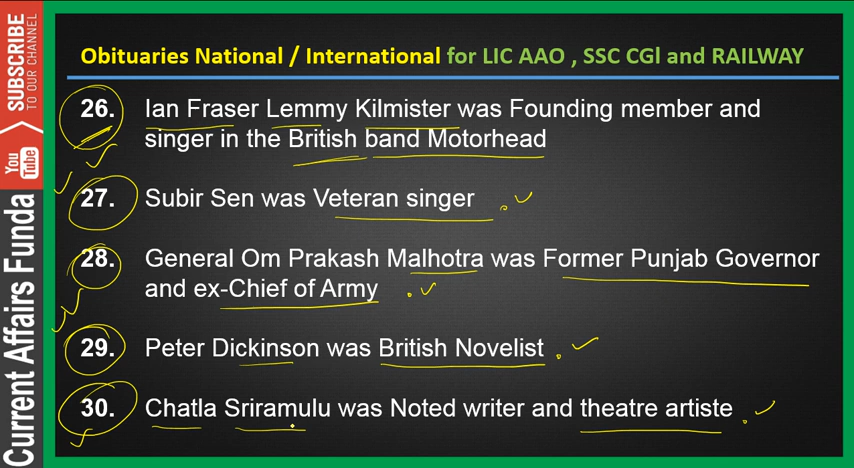 SUBSCRIBE
TO OUR CHANNEL
You Tube
Current Affairs Funda
Obituaries National / International for LIC AAO , SSC CGl and RAILWAY
26. Ian Fraser Lemmy Kilmister was Founding member and
singer in the British band Motorhead
27. Subir Sen was Veteran singer
28. General Om Prakash Malhotra was Former Punjab Governor
and ex-Chief of Army
29. Peter Dickinson was British Novelist
30. Chatla Sriramulu was Noted writer and theatre artiste